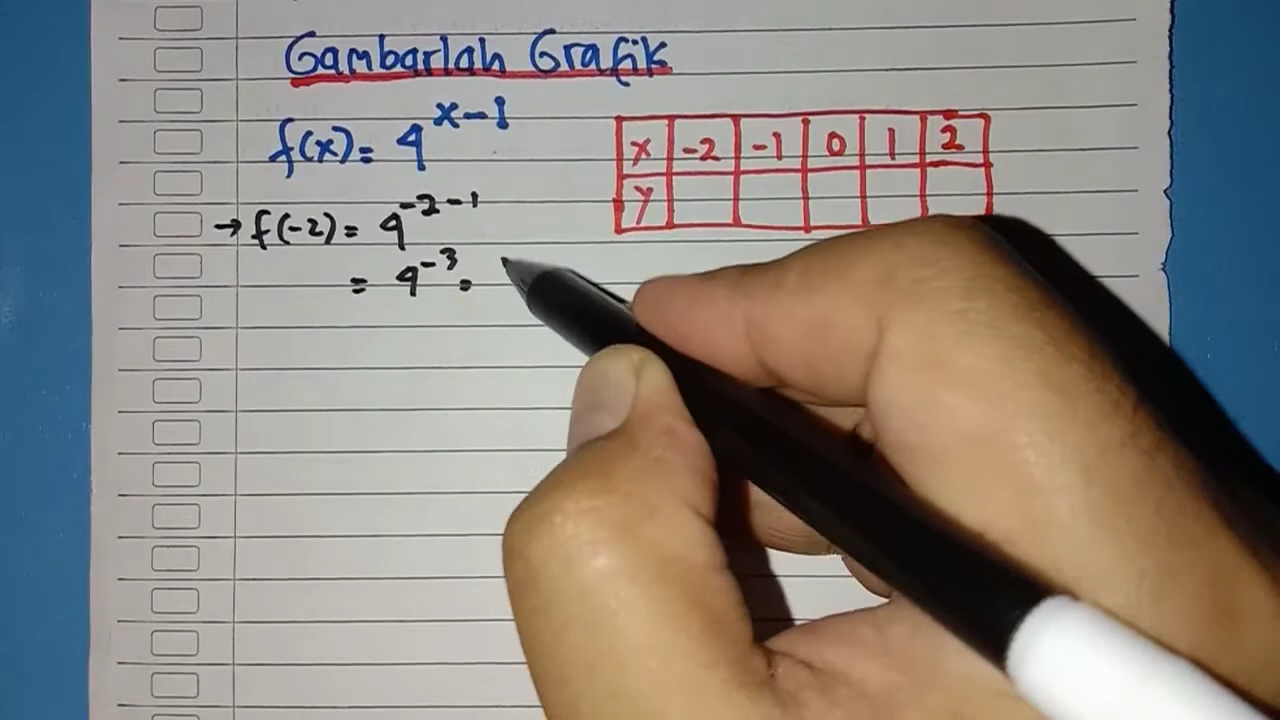 Gambarlah Grafik
f(x) = 4^{x-1}
x -2 -1 0 1 2
y
→ f(-2) = 4^{-2-1}
= 4^{-3} =